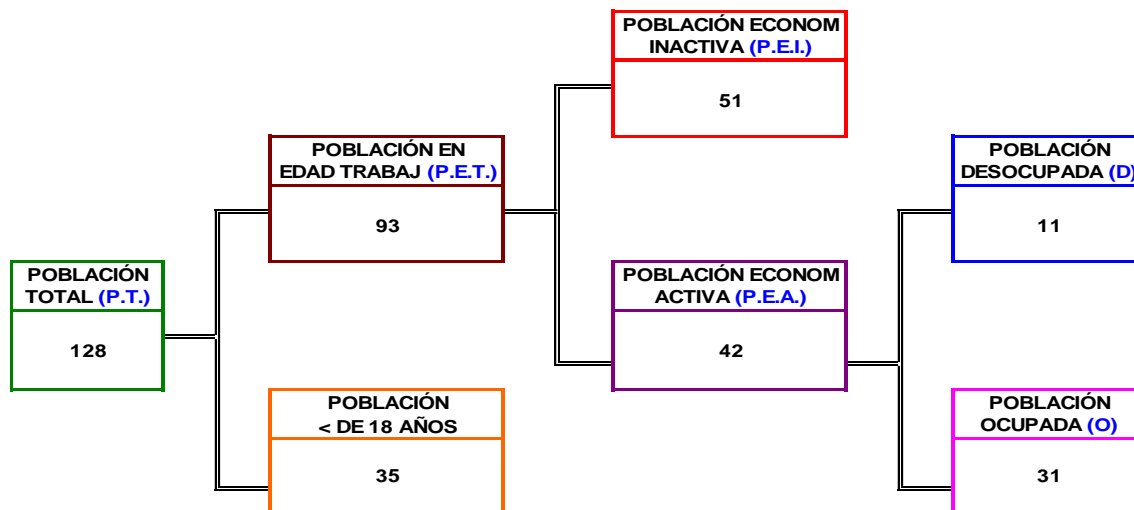 POBLACIÓN ECONOM
INACTIVA (P.E.I.)
51
POBLACIÓN EN
EDAD TRABAJ (P.E.T.)
93
POBLACIÓN
DESOCUPADA (D)
11
POBLACIÓN
TOTAL (P.T.)
128
POBLACIÓN ECONOM
ACTIVA (P.E.A.)
42
POBLACIÓN
< DE 18 AÑOS
35
POBLACIÓN
OCUPADA (O)
31